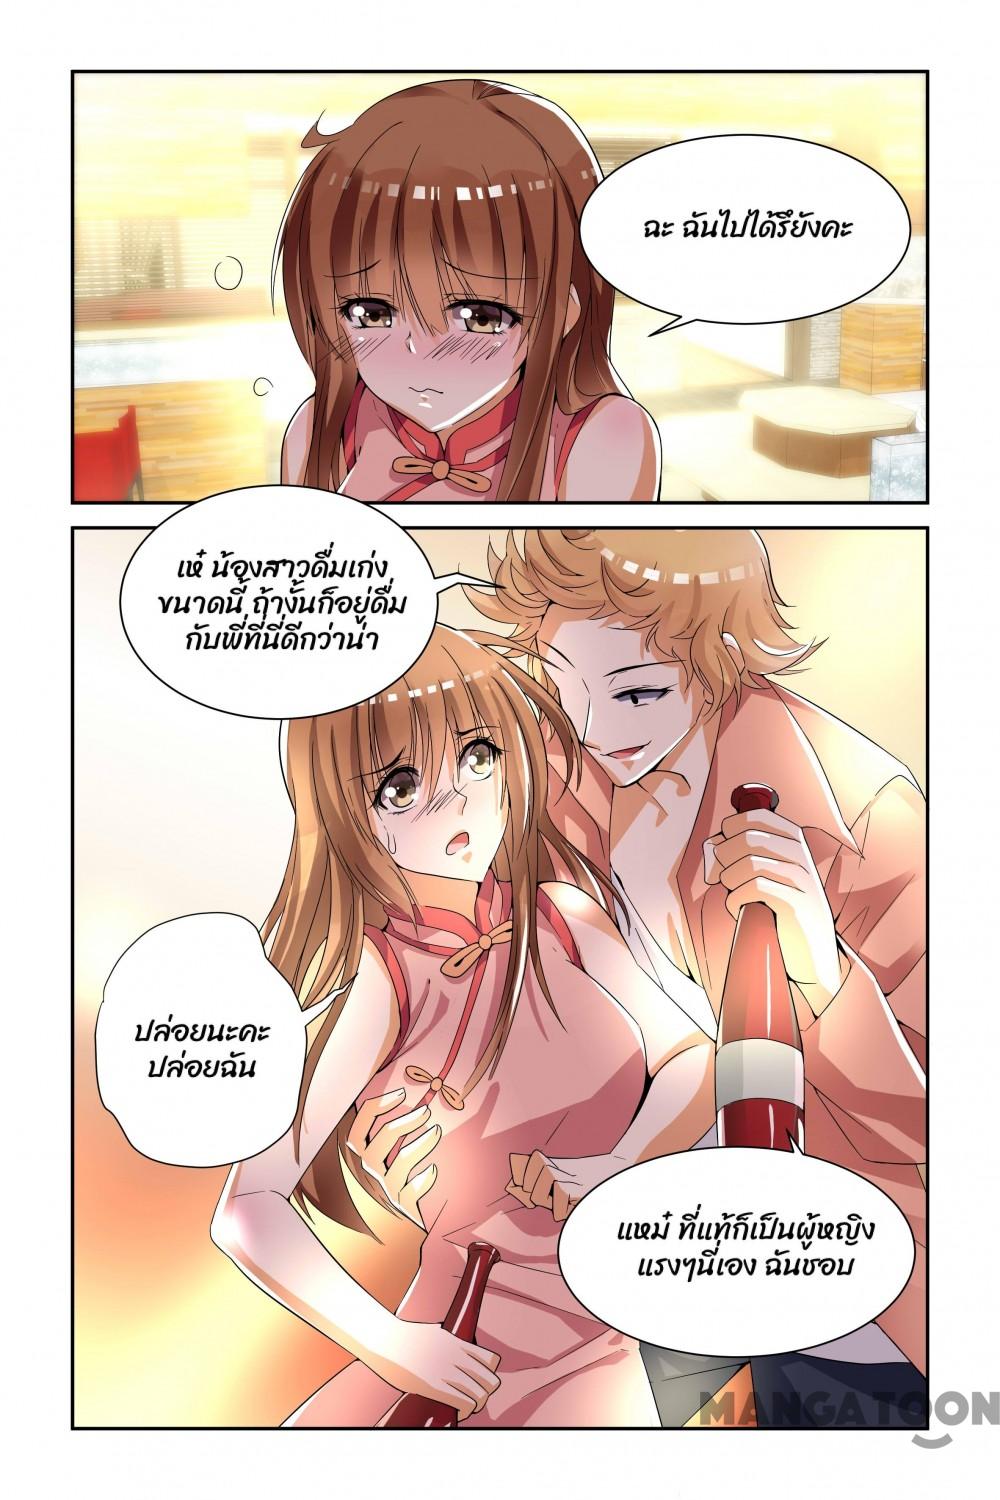 ฉะ ฉันไปได้รึยังคะ
เห๋ น้องสาวดื่มเก่ง
ขนาดนี้ ถ้างั้นก็อยู่ดื่ม
กับพี่ที่นี่ดีกว่าน่า
ปล่อยนะคะ
ปล่อยฉัน
แหม๋ ที่แท้ก็เป็นผู้หญิง
แรงๆนี่เอง ฉันชอบ
MANGATOON